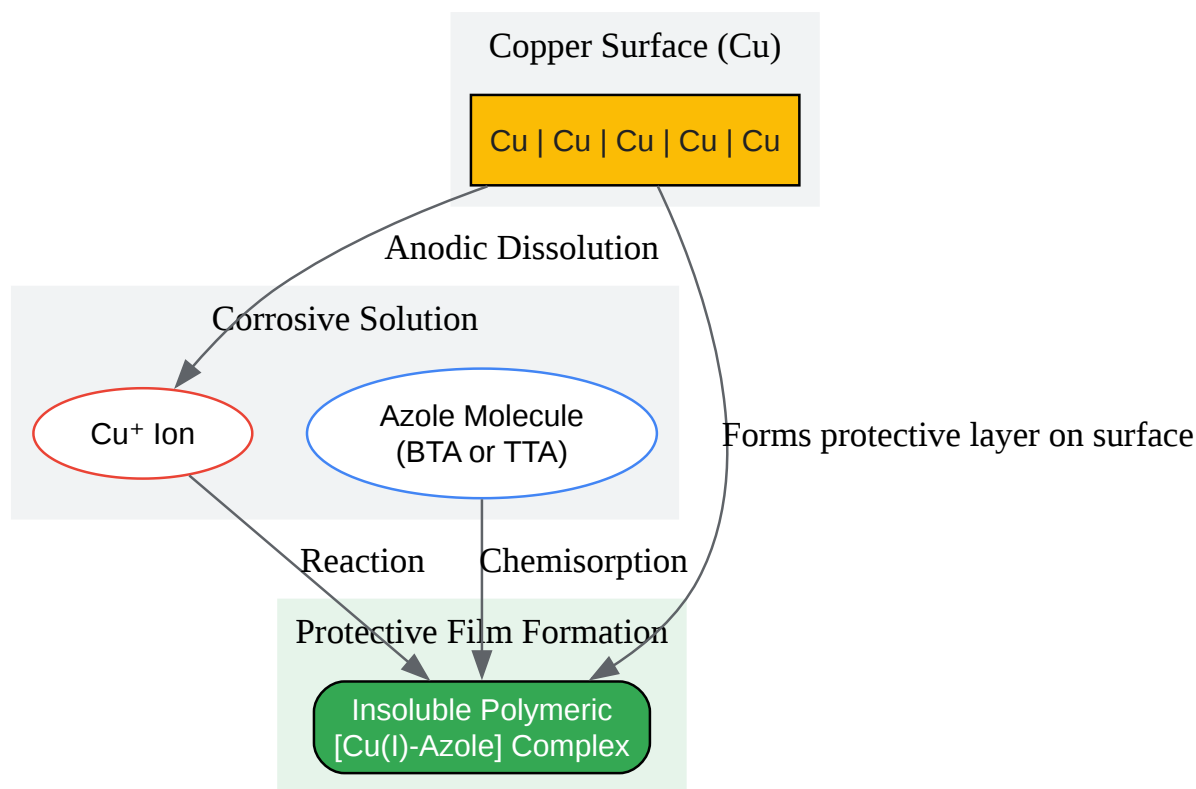 Copper Surface (Cu)
Cu | Cu | Cu | Cu | Cu
Anodic Dissolution
Corrosive Solution
Cu⁺ Ion
Azole Molecule
(BTA or TTA)
Forms protective layer on surface
Reaction
Chemisorption
Protective Film Formation
Insoluble Polymeric
[Cu(I)-Azole] Complex